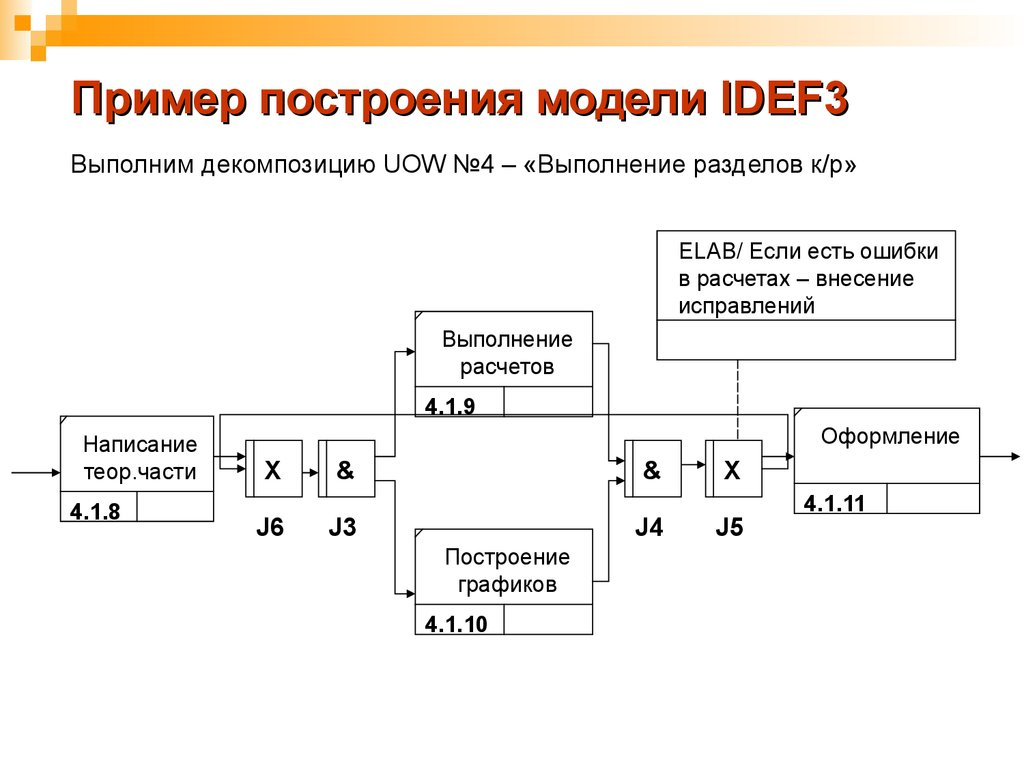 Пример построения модели IDEF3
Выполним декомпозицию UOW №4 – «Выполнение разделов к/р»
ELAB/ Если есть ошибки
в расчетах – внесение
исправлений
Выполнение
расчетов
4.1.9
Написание
теор.части
4.1.8
X
J6
&
J3
&
J4
X
J5
Оформление
4.1.11
Построение
графиков
4.1.10